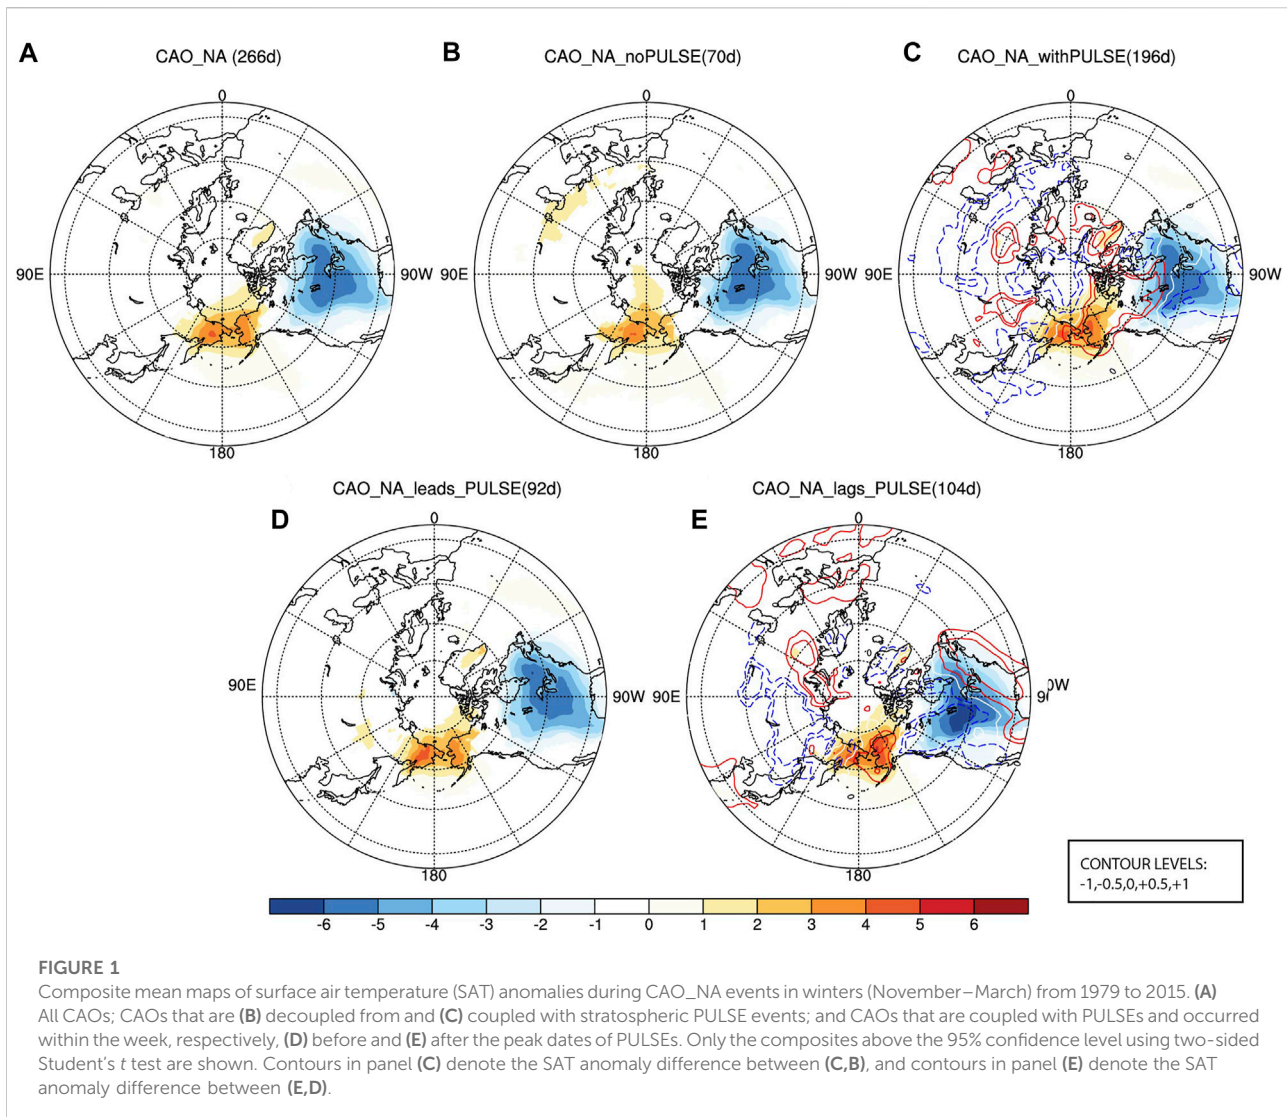 A
CAO_NA (266d)
B
CAO_NA_noPULSE(70d)
C
CAO_NA_withPULSE(196d)
0
0
0
90E
90W
90E
90W
90E
90W
180
180
180
CAO_NA_leads_PULSE(92d)
CAO_NA_lags_PULSE(104d)
D
E
0
0
90E
90W
90E
0W
180
180
CONTOUR LEVELS:
-1,-0.5,0,+0.5,+1
-6 -5 -4 -3 -2 -1 0 1 2 3 4 5 6
FIGURE 1
Composite mean maps of surface air temperature (SAT) anomalies during CAO_NA events in winters (November–March) from 1979 to 2015. (A)
All CAOs; CAOs that are (B) decoupled from and (C) coupled with stratospheric PULSE events; and CAOs that are coupled with PULSEs and occurred
within the week, respectively, (D) before and (E) after the peak dates of PULSEs. Only the composites above the 95% confidence level using two-sided
Student's t test are shown. Contours in panel (C) denote the SAT anomaly difference between (C,B), and contours in panel (E) denote the SAT
anomaly difference between (E,D).